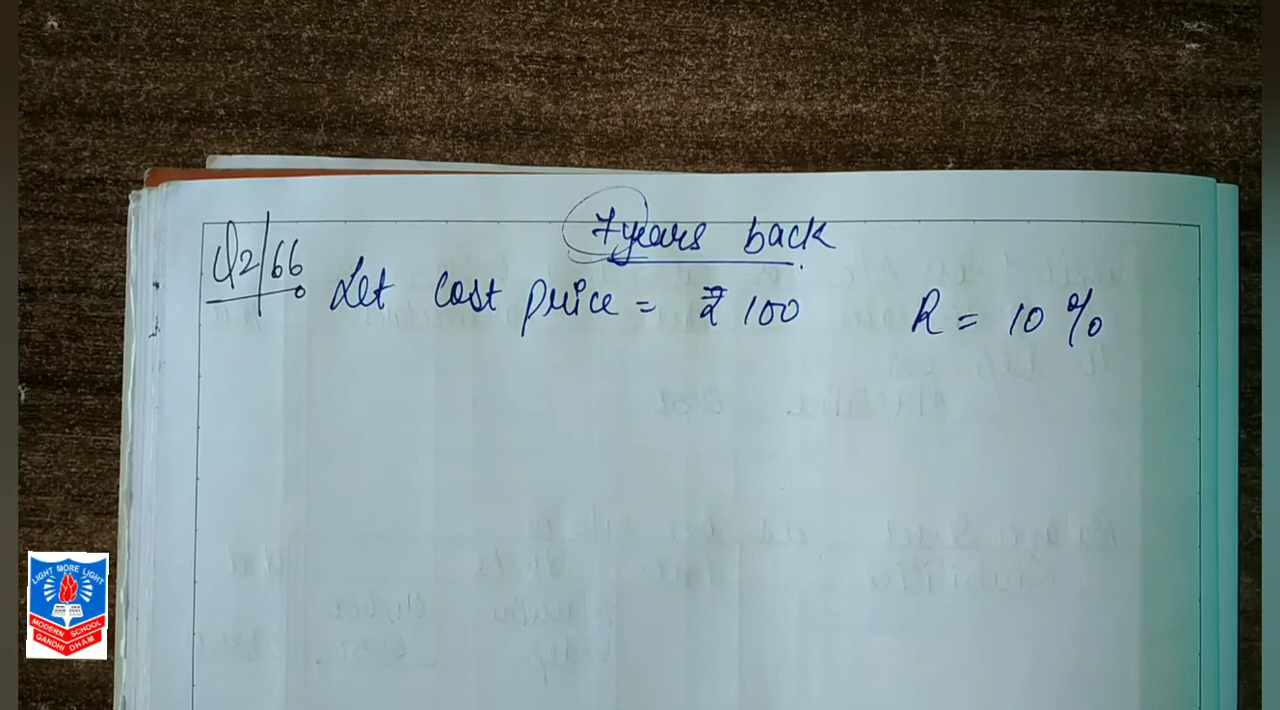 7 years back
Q2/66
Let cost price = ₹ 100 R = 10 %
LIGHT MORE LIGHT
MODERN SCHOOL
GANDHI DHAM